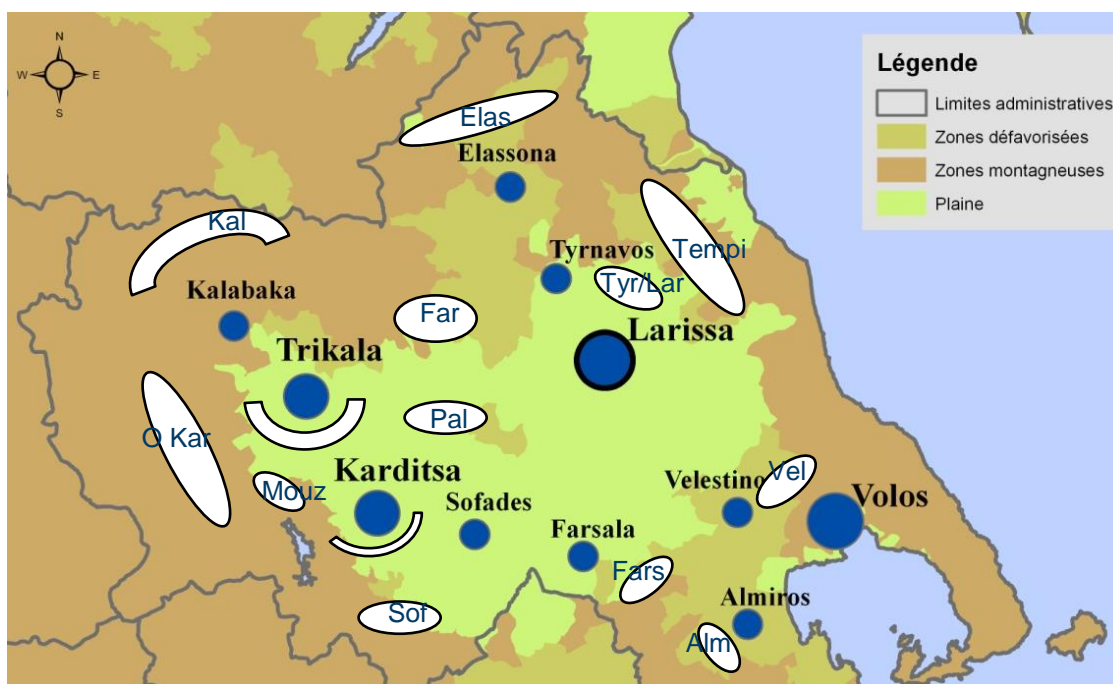 N
W E
S
Légende
Limites administratives
Zones défavorisées
Zones montagneuses
Plaine
Elas
Elassona
Kal
Tempi
Tyrnavos
Tyr/Lar
Kalabaka
Far
Larissa
Trikala
Pal
O Kar
Karditsa
Mouz
Sofades
Velestino
Vel
Volos
Farsala
Fars
Almiros
Sof
Alm